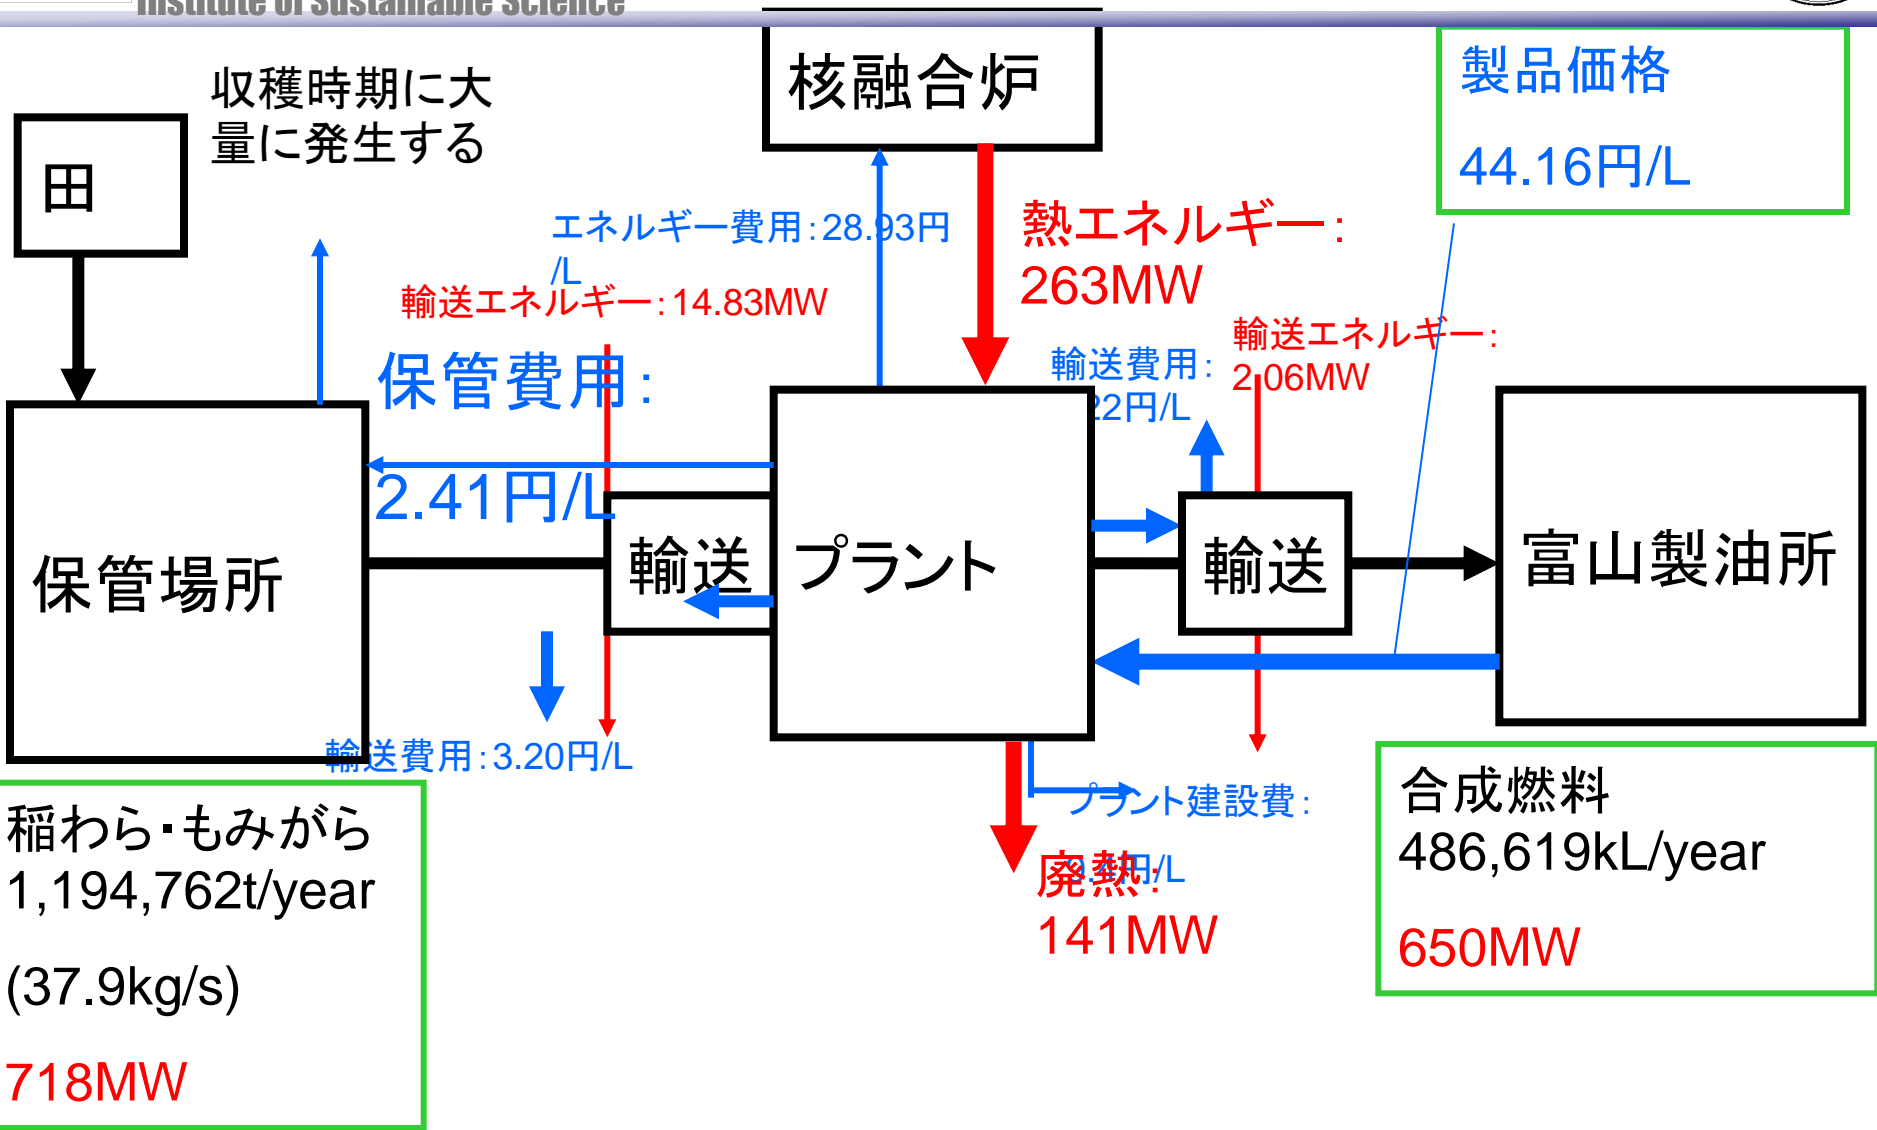 Institute of Sustainable Science
収穫時期に大
量に発生する
田
核融合炉
製品価格
44.16円/L
エネルギー費用:28.93円
/L
輸送エネルギー:14.83MW
熱エネルギー:
263MW
保管費用:
2.41円/L
輸送費用:
22円/L
輸送エネルギー:
2.06MW
保管場所
輸送
プラント
輸送
富山製油所
輸送費用:3.20円/L
プラント建設費:
円/L
廃熱:
141MW
稲わら・もみがら
1,194,762t/year
(37.9kg/s)
718MW
合成燃料
486,619kL/year
650MW